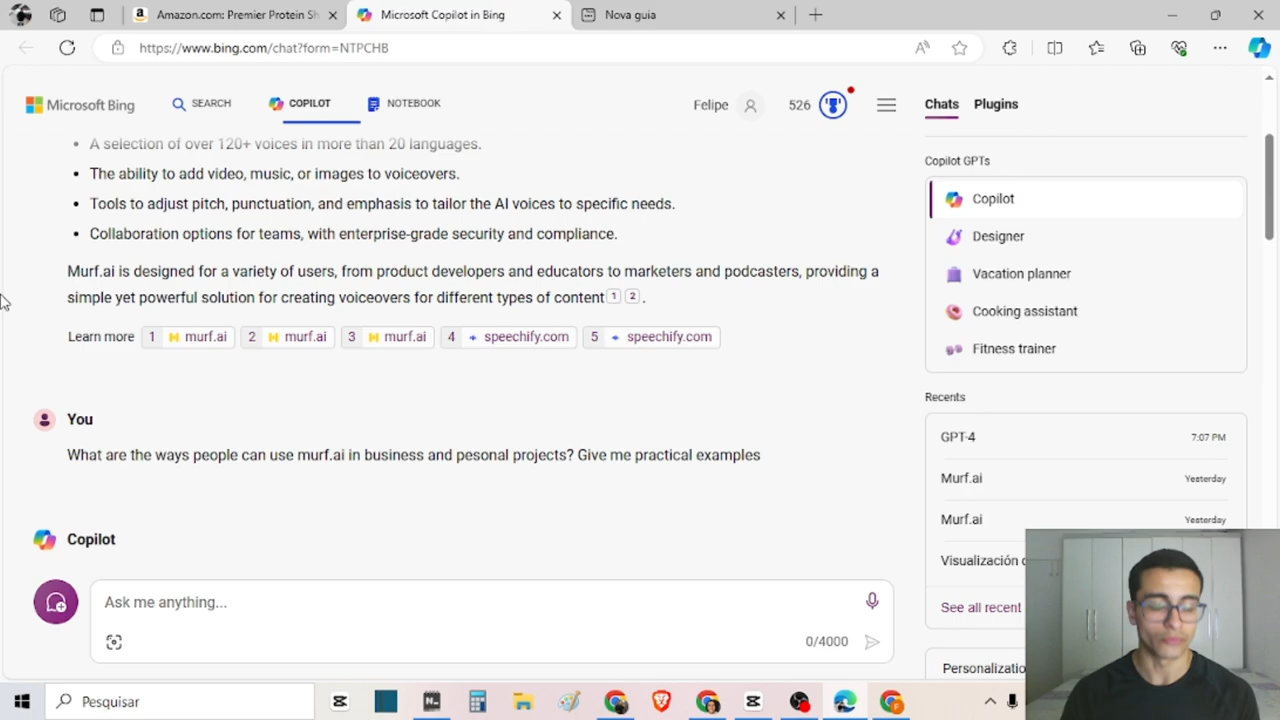 Amazon.com: Premier Protein Sh
Microsoft Copilot in Bing
Nova guia
https://www.bing.com/chat?form=NTPCHB
Microsoft Bing
SEARCH
COPILOT
NOTEBOOK
Felipe
526
Chats
Plugins
A selection of over 120+ voices in more than 20 languages.
The ability to add video, music, or images to voiceovers.
Tools to adjust pitch, punctuation, and emphasis to tailor the AI voices to specific needs.
Collaboration options for teams, with enterprise-grade security and compliance.
Murf.ai is designed for a variety of users, from product developers and educators to marketers and podcasters, providing a
simple yet powerful solution for creating voiceovers for different types of content 1 2 .
Learn more 1 murf.ai 2 murf.ai 3 murf.ai 4 speechify.com 5 speechify.com
You
What are the ways people can use murf.ai in business and pesonal projects? Give me practical examples
Copilot
Ask me anything...
0/4000
Copilot GPTs
Copilot
Designer
Vacation planner
Cooking assistant
Fitness trainer
Recents
GPT-4 7:07 PM
Murf.ai Yesterday
Murf.ai Yesterday
Visualización
See all recent
Personalizatio
Pesquisar